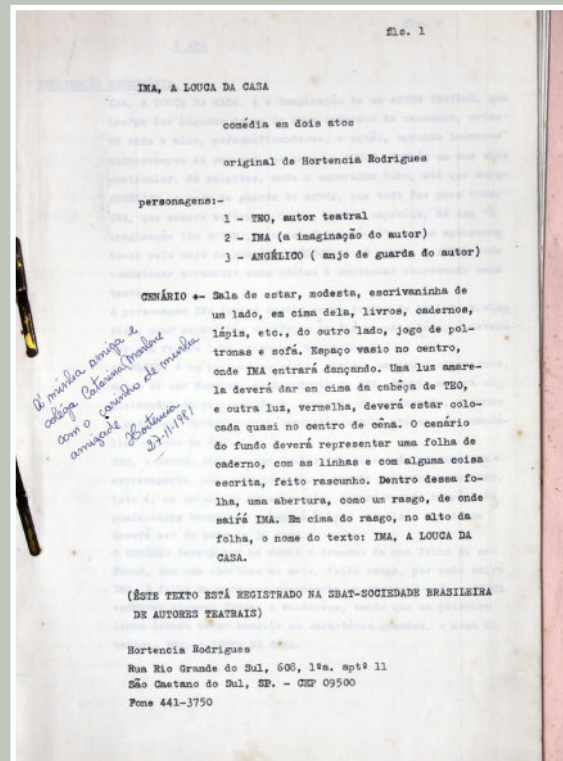 fls. 1
IMA, A LOUCA DA CASA
comédia em dois atos
original de Hortencia Rodrigues
personagens:-
1 - TEO, autor teatral
2 - IMA (a imaginação do autor)
3 - ANGÉLICO ( anjo de guarda do autor)
CENÁRIO +- Sala de estar, modesta, escrivaninha de
um lado, em cima dela, livros, cadernos,
lápis, etc., do outro lado, jogo de pol-
tronas e sofá. Espaço vasio no centro,
onde IMA entrará dançando. Uma luz amare-
la deverá dar em cima da cabêça de TEO,
e outra luz, vermelha, deverá estar colo-
cada quasi no centro de cena. O cenário
do fundo deverá representar uma folha de
caderno, com as linhas e com alguma coisa
escrita, feito rascunho. Dentro dessa fo-
lha, uma abertura, como um rasgo, de onde
sairá IMA. Em cima do rasgo, no alto da
folha, o nome do texto: IMA, A LOUCA DA
CASA.
À minha amiga e
colega Catarina Marlene
com o carinho de minha
amizade Hortencia
27-11-1981
(ÊSTE TEXTO ESTÁ REGISTRADO NA SBAT-SOCIEDADE BRASILEIRA
DE AUTORES TEATRAIS)
Hortencia Rodrigues
Rua Rio Grande do Sul, 608, 1ªa. aptº 11
São Caetano do Sul, SP. - CEP 09500
Fone 441-3750